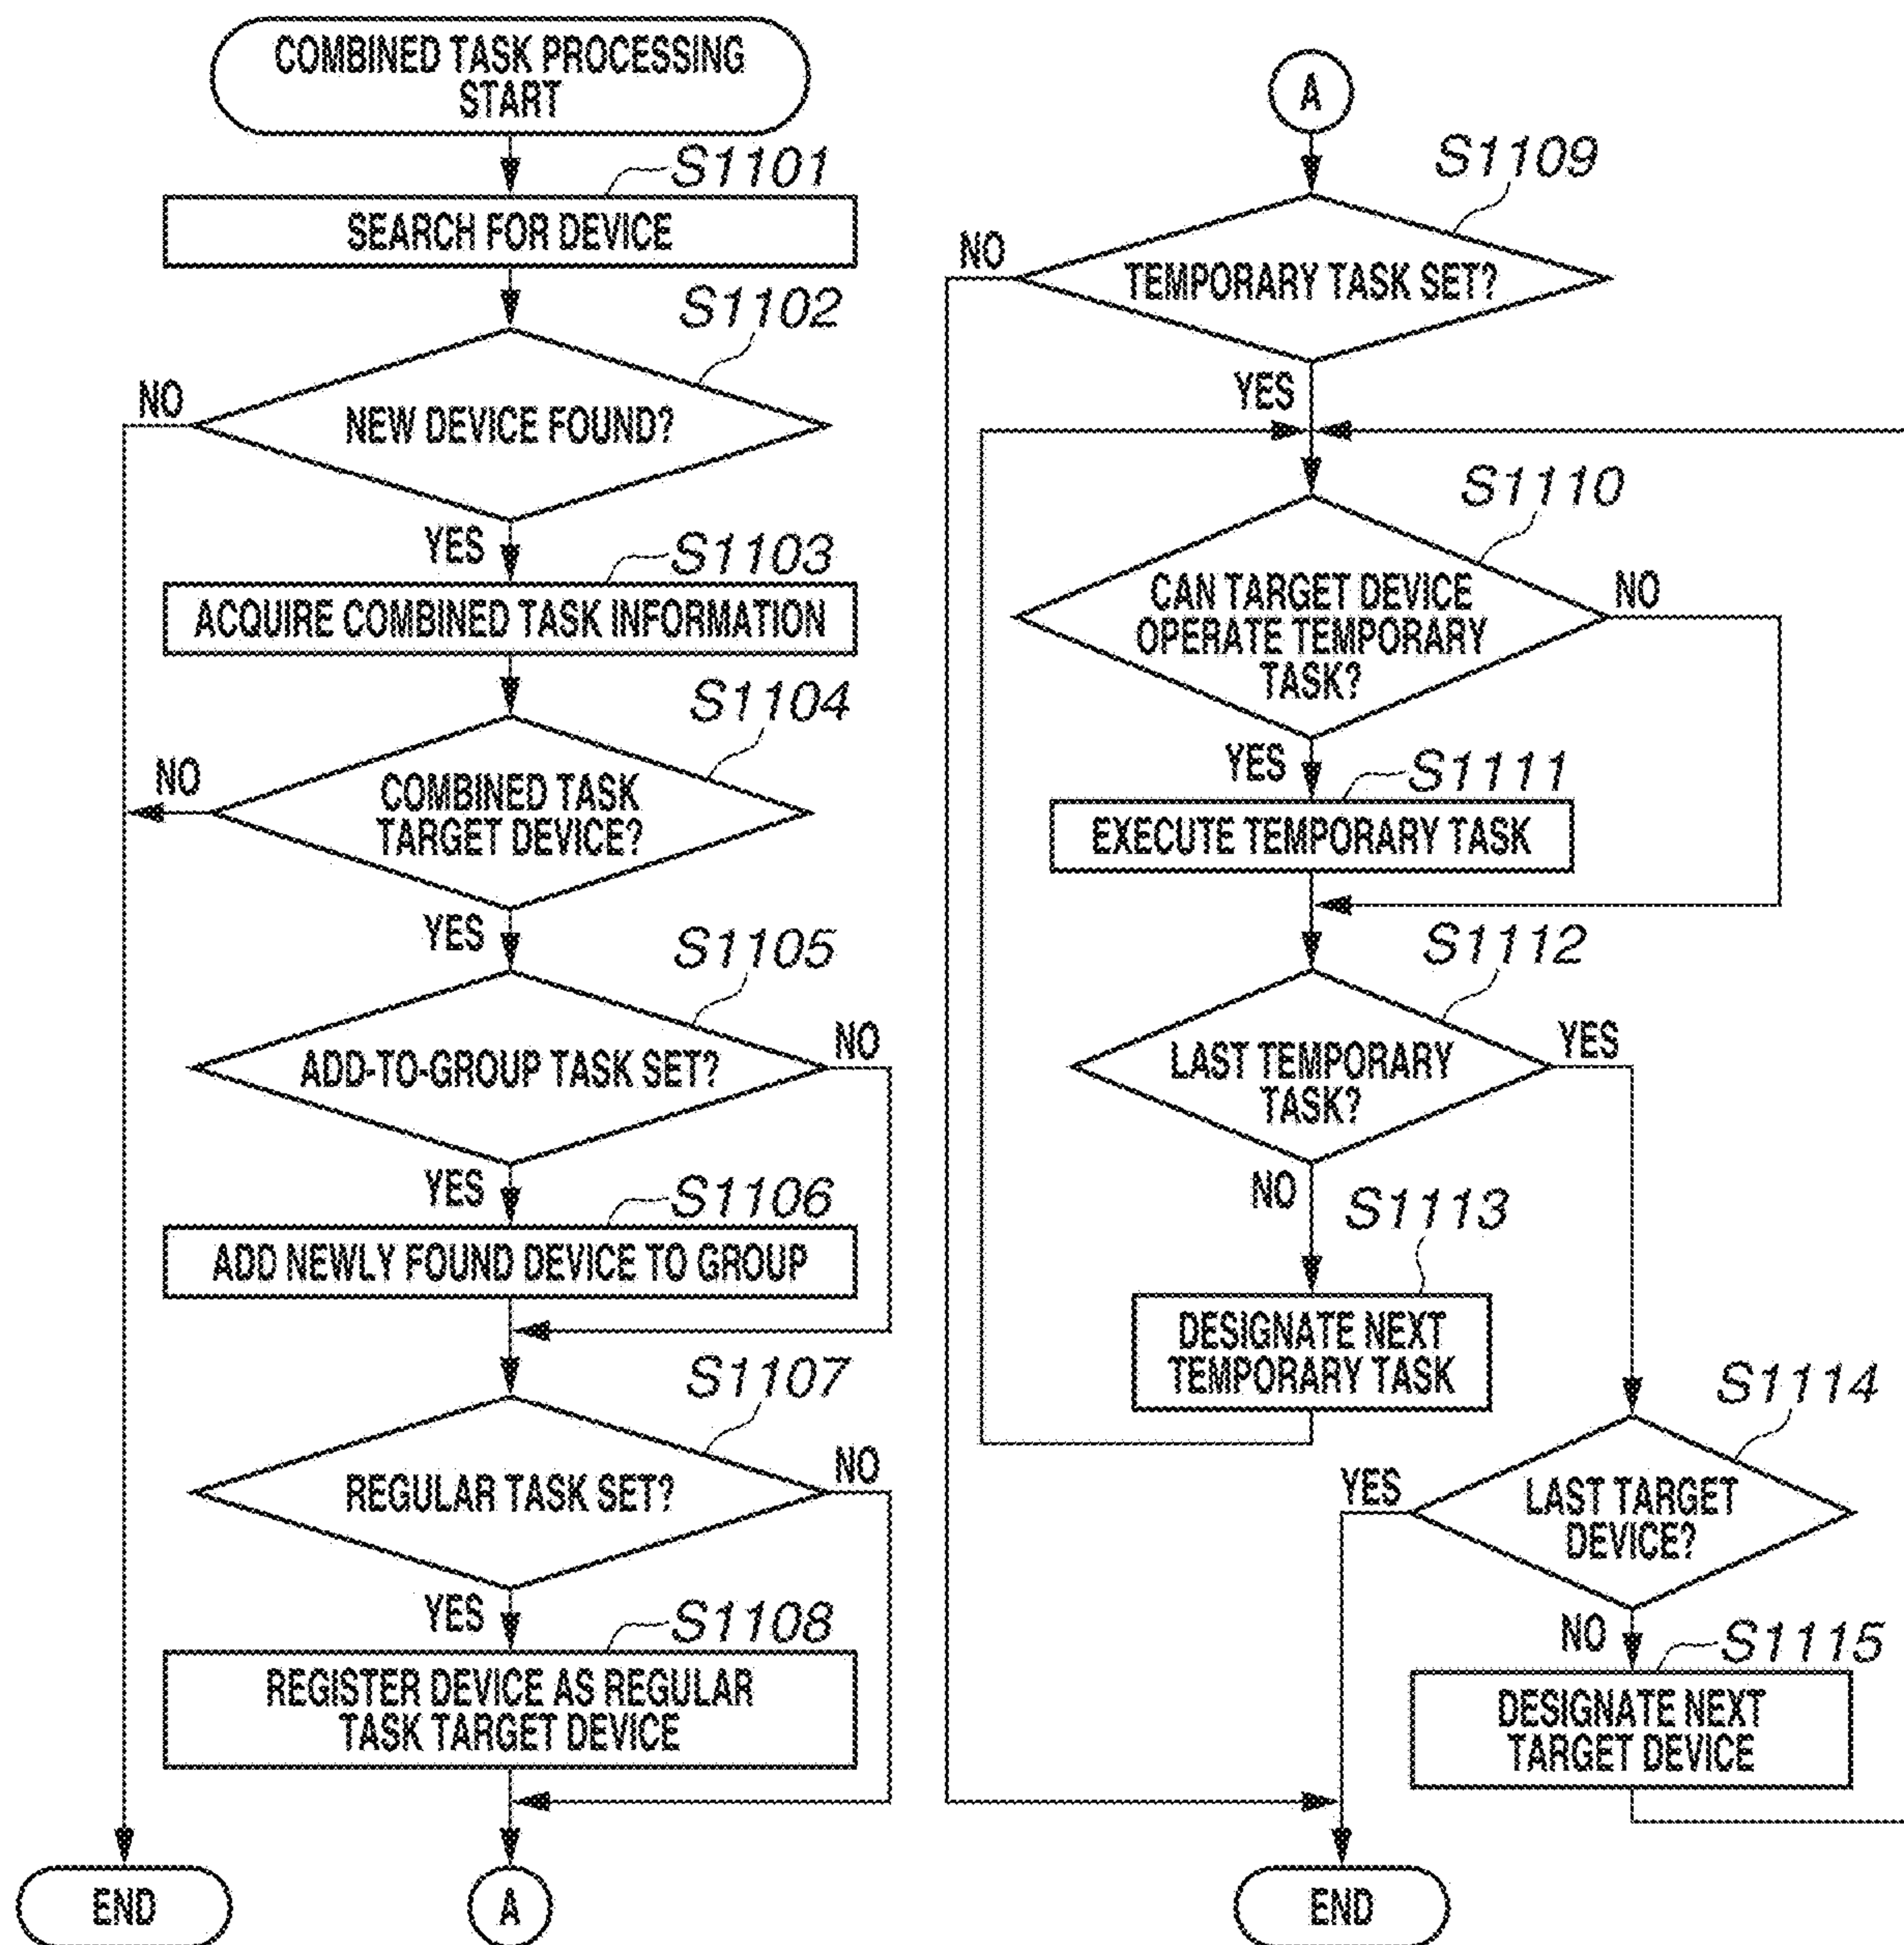 COMBINED TASK PROCESSING
START
S1101
SEARCH FOR DEVICE
S1102
NO
NEW DEVICE FOUND?
YES
S1103
ACQUIRE COMBINED TASK INFORMATION
S1104
NO
COMBINED TASK
TARGET DEVICE?
YES
S1105
NO
ADD-TO-GROUP TASK SET?
YES
S1106
ADD NEWLY FOUND DEVICE TO GROUP
S1107
NO
REGULAR TASK SET?
YES
S1108
REGISTER DEVICE AS REGULAR
TASK TARGET DEVICE
END
A
A
S1109
NO
TEMPORARY TASK SET?
YES
S1110
NO
CAN TARGET DEVICE
OPERATE TEMPORARY
TASK?
YES
S1111
EXECUTE TEMPORARY TASK
S1112
YES
LAST TEMPORARY
TASK?
NO
S1113
DESIGNATE NEXT
TEMPORARY TASK
S1114
YES
LAST TARGET
DEVICE?
NO
S1115
DESIGNATE NEXT
TARGET DEVICE
END